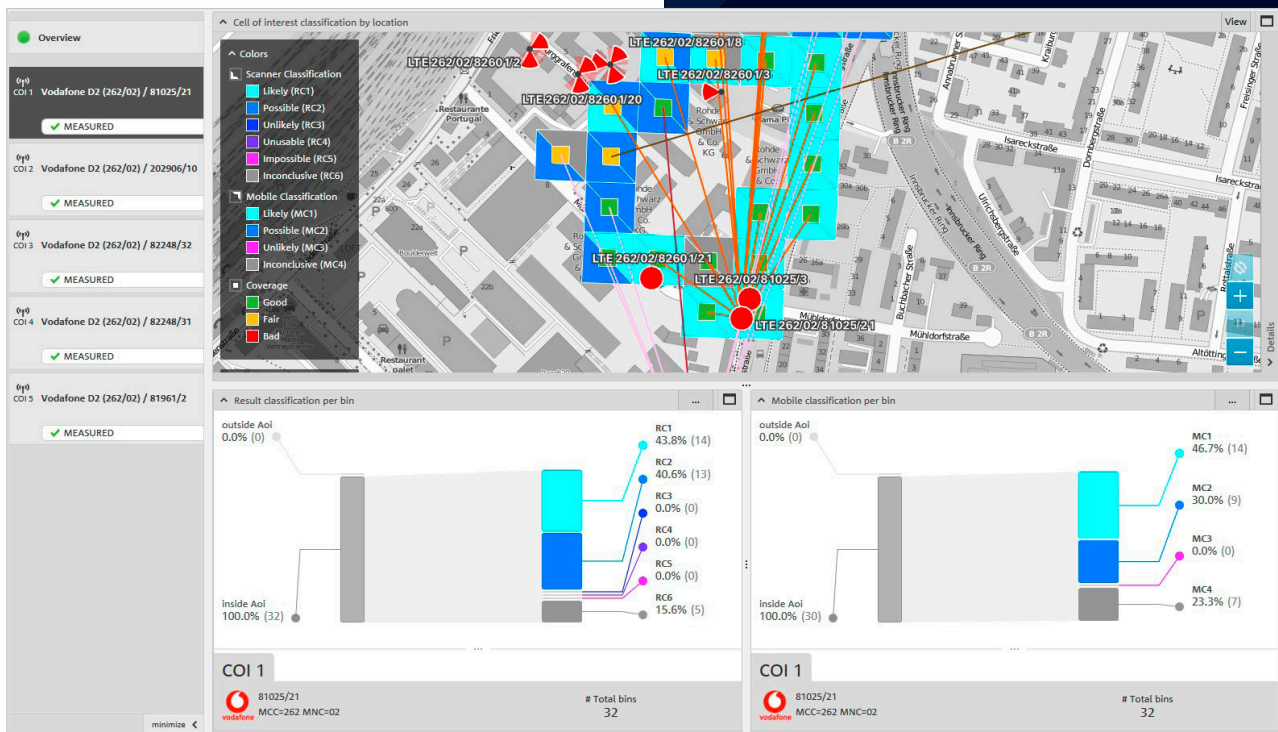 Overview
COI 1 Vodafone D2 (262/02) / 81025/21
MEASURED
COI 2 Vodafone D2 (262/02) / 202906/10
MEASURED
COI 3 Vodafone D2 (262/02) / 82248/32
MEASURED
COI 4 Vodafone D2 (262/02) / 82248/31
MEASURED
COI 5 Vodafone D2 (262/02) / 81961/2
MEASURED
minimize
Cell of interest classification by location
View
Colors
Scanner Classification
Likely (RC1)
Possible (RC2)
Unlikely (RC3)
Unusable (RC4)
Impossible (RC5)
Inconclusive (RC6)
Mobile Classification
Likely (MC1)
Possible (MC2)
Unlikely (MC3)
Inconclusive (MC4)
Coverage
Good
Fair
Bad
LTE 262/02/82601/8
LTE 262/02/82601/2
LTE 262/02/82601/3
LTE 262/02/82601/20
Restaurante
Portugal
Rohde
& Schwarz
GmbH
& Co.
KG
LTE 262/02/82601/21
LTE 262/02/81025/3
LTE 262/02/81025/21
Restaurant
palet
Innsbrucker Ring
B 2R
Isareckstraße
Dornbergstraße
Ulrichsberger Straße
Buchbacher Straße
Mühldorfstraße
B 2R
Freisinger Straße
Details
Result classification per bin
...
outside AoI
0.0% (0)
inside AoI
100.0% (32)
RC1
43.8% (14)
RC2
40.6% (13)
RC3
0.0% (0)
RC4
0.0% (0)
RC5
0.0% (0)
RC6
15.6% (5)
COI 1
vodafone
81025/21
MCC=262 MNC=02
# Total bins
32
Mobile classification per bin
...
outside AoI
0.0% (0)
inside AoI
100.0% (30)
MC1
46.7% (14)
MC2
30.0% (9)
MC3
0.0% (0)
MC4
23.3% (7)
COI 1
vodafone
81025/21
MCC=262 MNC=02
# Total bins
32